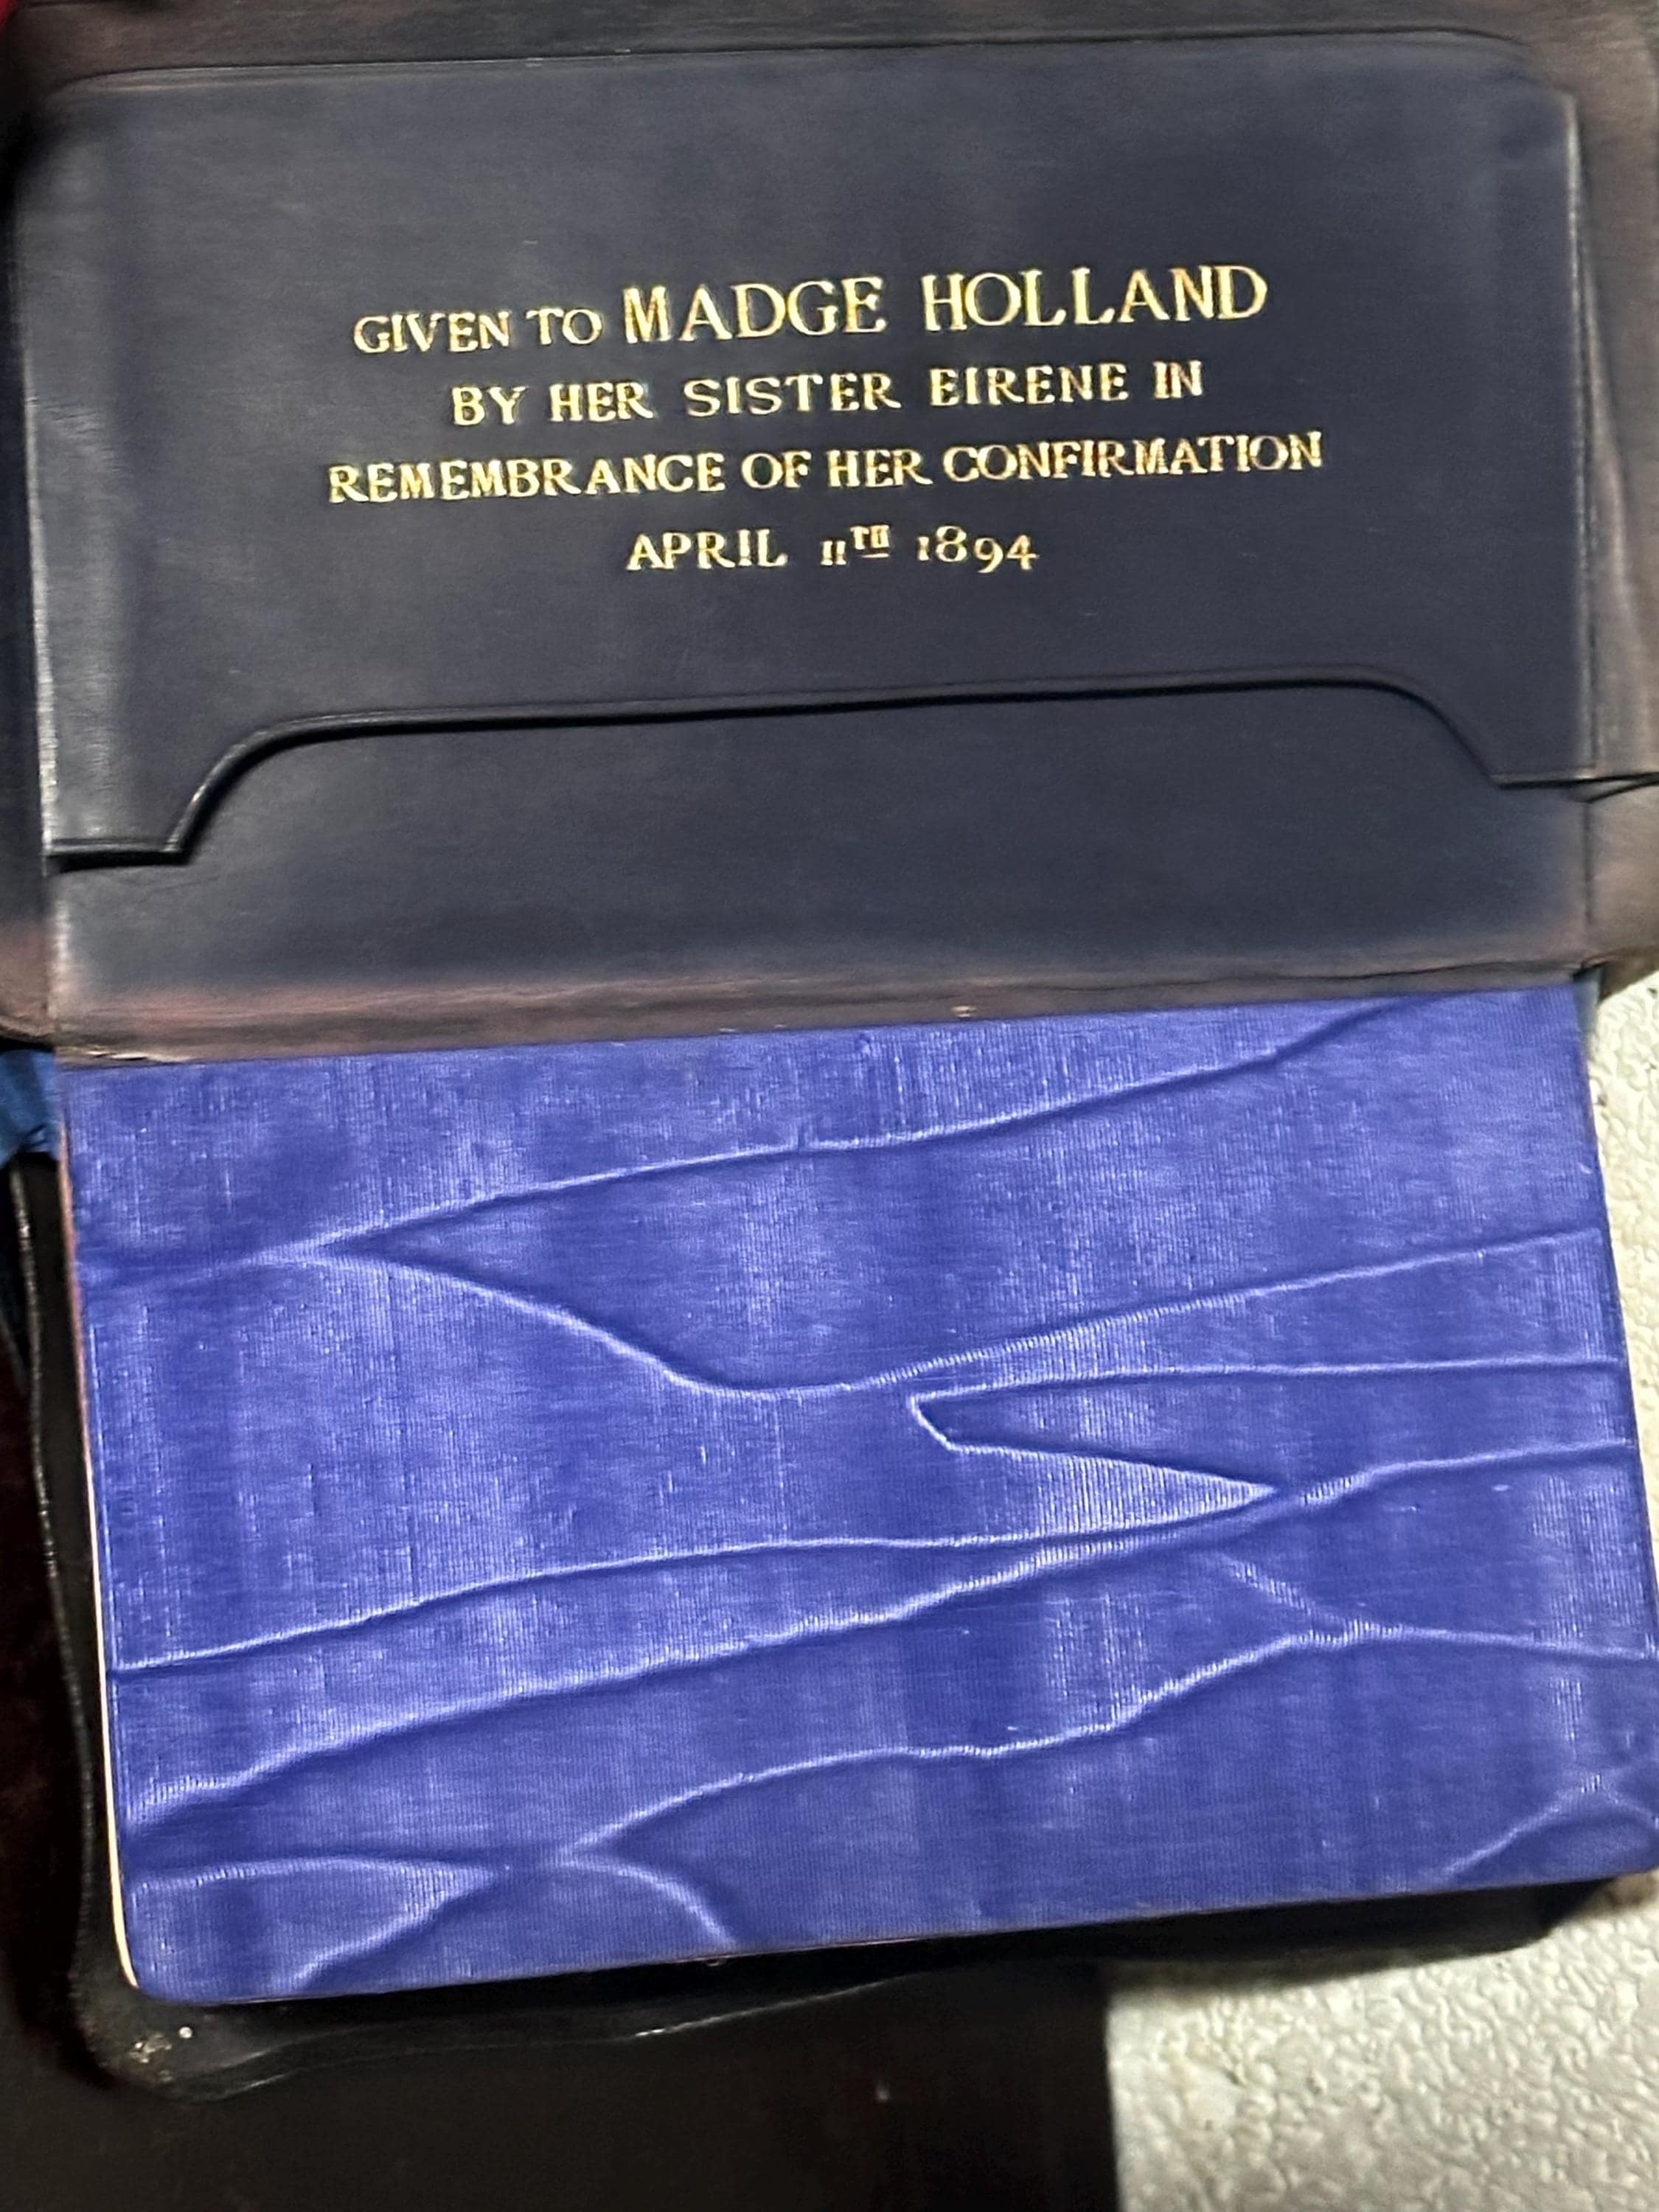 GIVEN TO MADGE HOLLAND
BY HER SISTER EIRENE IN
REMEMBRANCE OF HER CONFIRMATION
APRIL 11TH 1894